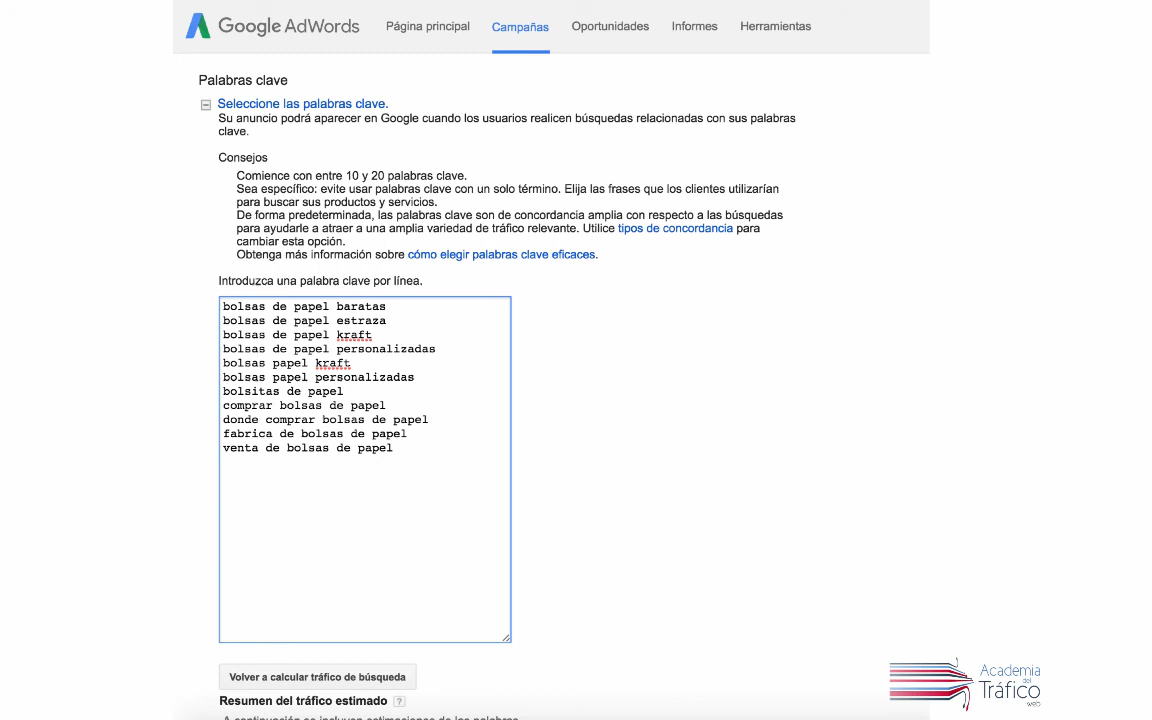 Google AdWords Página principal Campañas Oportunidades Informes Herramientas
Palabras clave
Seleccione las palabras clave.
Su anuncio podrá aparecer en Google cuando los usuarios realicen búsquedas relacionadas con sus palabras
clave.
Consejos
Comience con entre 10 y 20 palabras clave.
Sea específico: evite usar palabras clave con un solo término. Elija las frases que los clientes utilizarían
para buscar sus productos y servicios.
De forma predeterminada, las palabras clave son de concordancia amplia con respecto a las búsquedas
para ayudarle a atraer a una amplia variedad de tráfico relevante. Utilice tipos de concordancia para
cambiar esta opción.
Obtenga más información sobre cómo elegir palabras clave eficaces.
Introduzca una palabra clave por línea.
bolsas de papel baratas
bolsas de papel estraza
bolsas de papel kraft
bolsas de papel personalizadas
bolsas papel kraft
bolsas papel personalizadas
bolsitas de papel
comprar bolsas de papel
donde comprar bolsas de papel
fabrica de bolsas de papel
venta de bolsas de papel
Volver a calcular tráfico de búsqueda
Resumen del tráfico estimado ?
A continuación se incluyen estimaciones de las palabras
Academia
del
Tráfico
web